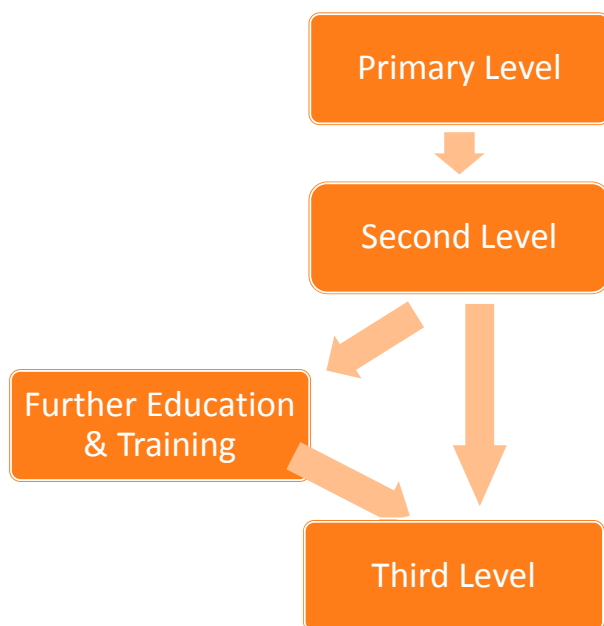 Primary Level
Second Level
Further Education
& Training
Third Level